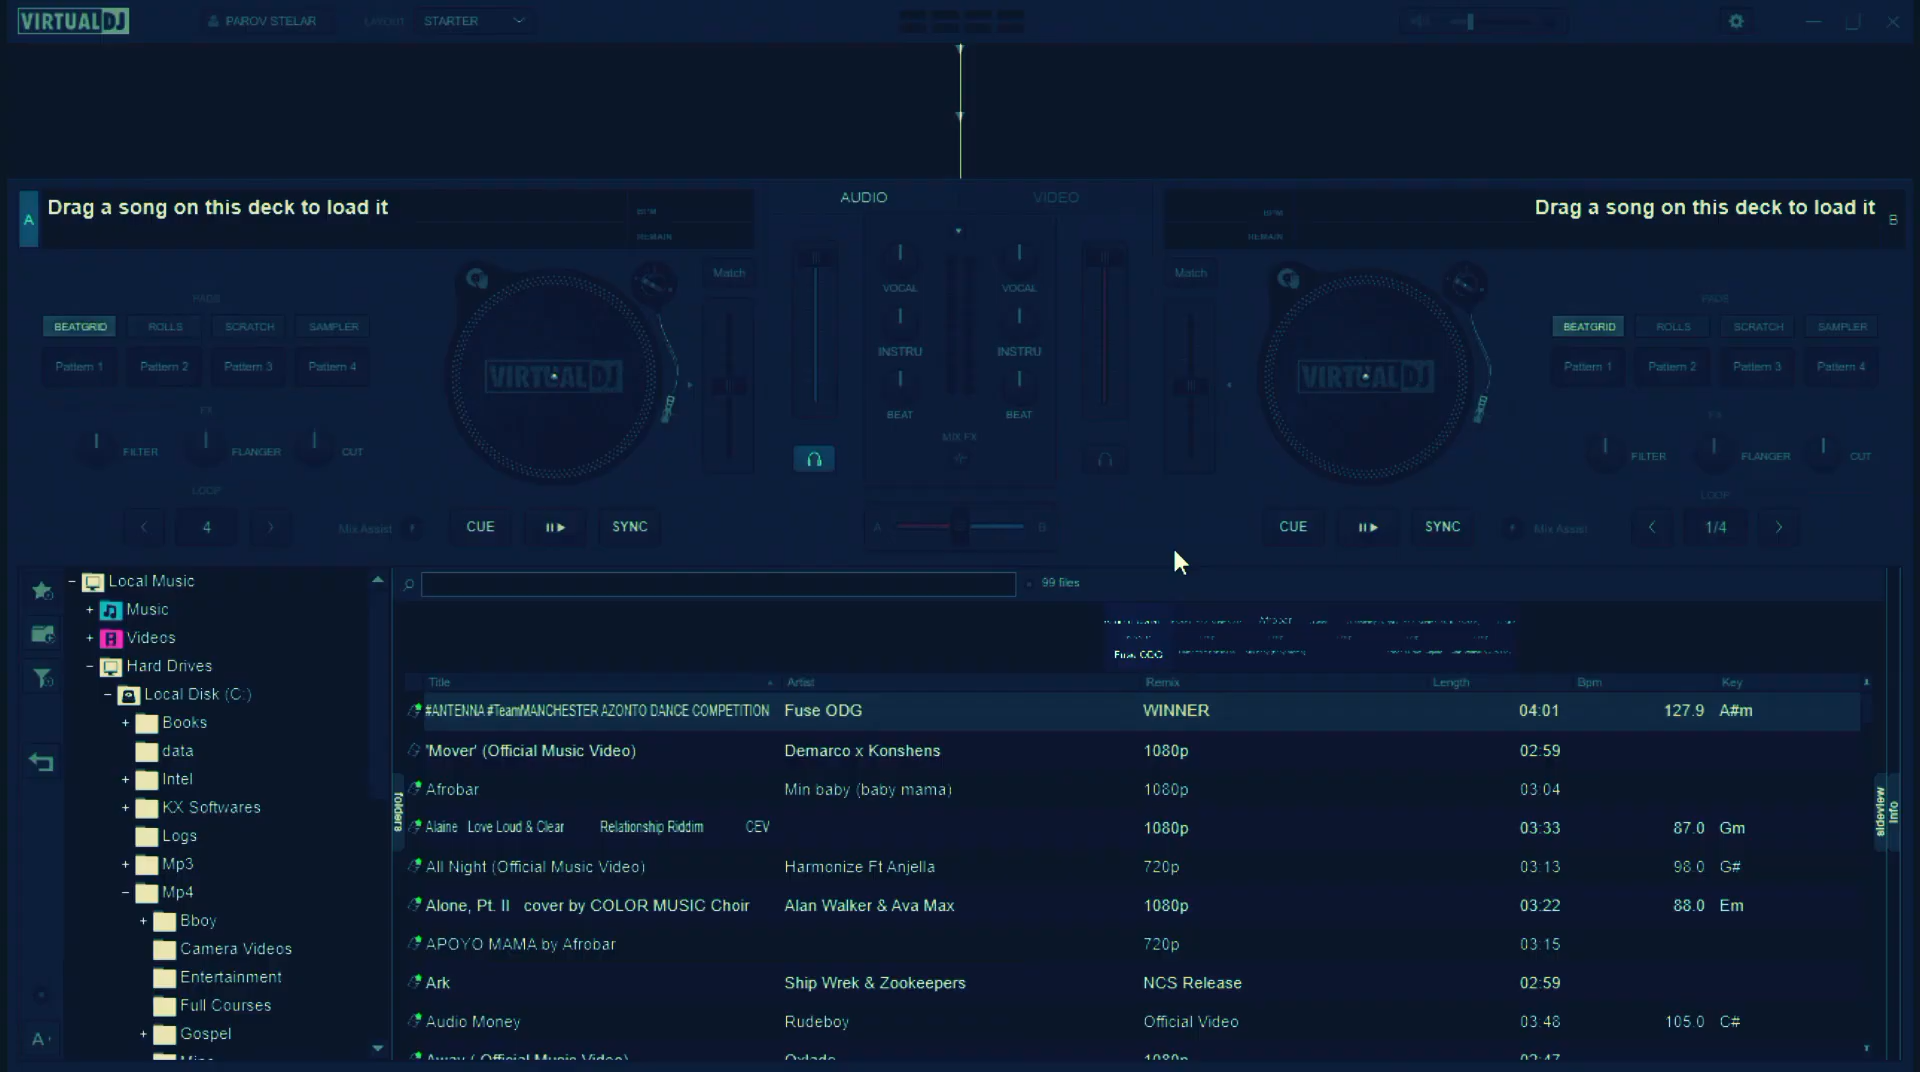 VIRTUAL DJ
PAROV STELAR
LAYOUT
STARTER
A
Drag a song on this deck to load it
BPM
REMAIN
AUDIO
VIDEO
BPM
REMAIN
Drag a song on this deck to load it
B
Match
Match
PADS
BEATGRID ROLLS SCRATCH SAMPLER
Pattern 1 Pattern 2 Pattern 3 Pattern 4
FX
FILTER FLANGER CUT
LOOP
4
Mix Assist
CUE
SYNC
VIRTUAL DJ
VOCAL VOCAL
INSTRU INSTRU
BEAT BEAT
MIX FX
A B
VIRTUAL DJ
PADS
BEATGRID ROLLS SCRATCH SAMPLER
Pattern 1 Pattern 2 Pattern 3 Pattern 4
FX
FILTER FLANGER CUT
LOOP
CUE
SYNC
Mix Assist
1/4
Local Music
Music
Videos
Hard Drives
Local Disk (C:)
Books
data
Intel
KX Softwares
Logs
Mp3
Mp4
Bboy
Camera Videos
Entertainment
Full Courses
Gospel
A
folders
99 files
Fuse ODG
Title Artist Remix Length Bpm Key
#ANTENNA #TeamMANCHESTER AZONTO DANCE COMPETITION Fuse ODG WINNER 04:01 127.9 A#m
'Mover' (Official Music Video) Demarco x Konshens 1080p 02:59
Afrobar Min baby (baby mama) 1080p 03:04
Alaine Love Loud & Clear Relationship Riddim CEV 1080p 03:33 87.0 Gm
All Night (Official Music Video) Harmonize Ft Anjella 720p 03:13 98.0 G#
Alone, Pt. II cover by COLOR MUSIC Choir Alan Walker & Ava Max 1080p 03:22 88.0 Em
APOYO MAMA by Afrobar 720p 03:15
Ark Ship Wrek & Zookeepers NCS Release 02:59
Audio Money Rudeboy Official Video 03:48 105.0 C#
Away ( Official Music Video) Oxlade 1080p 02:47
sideview
info